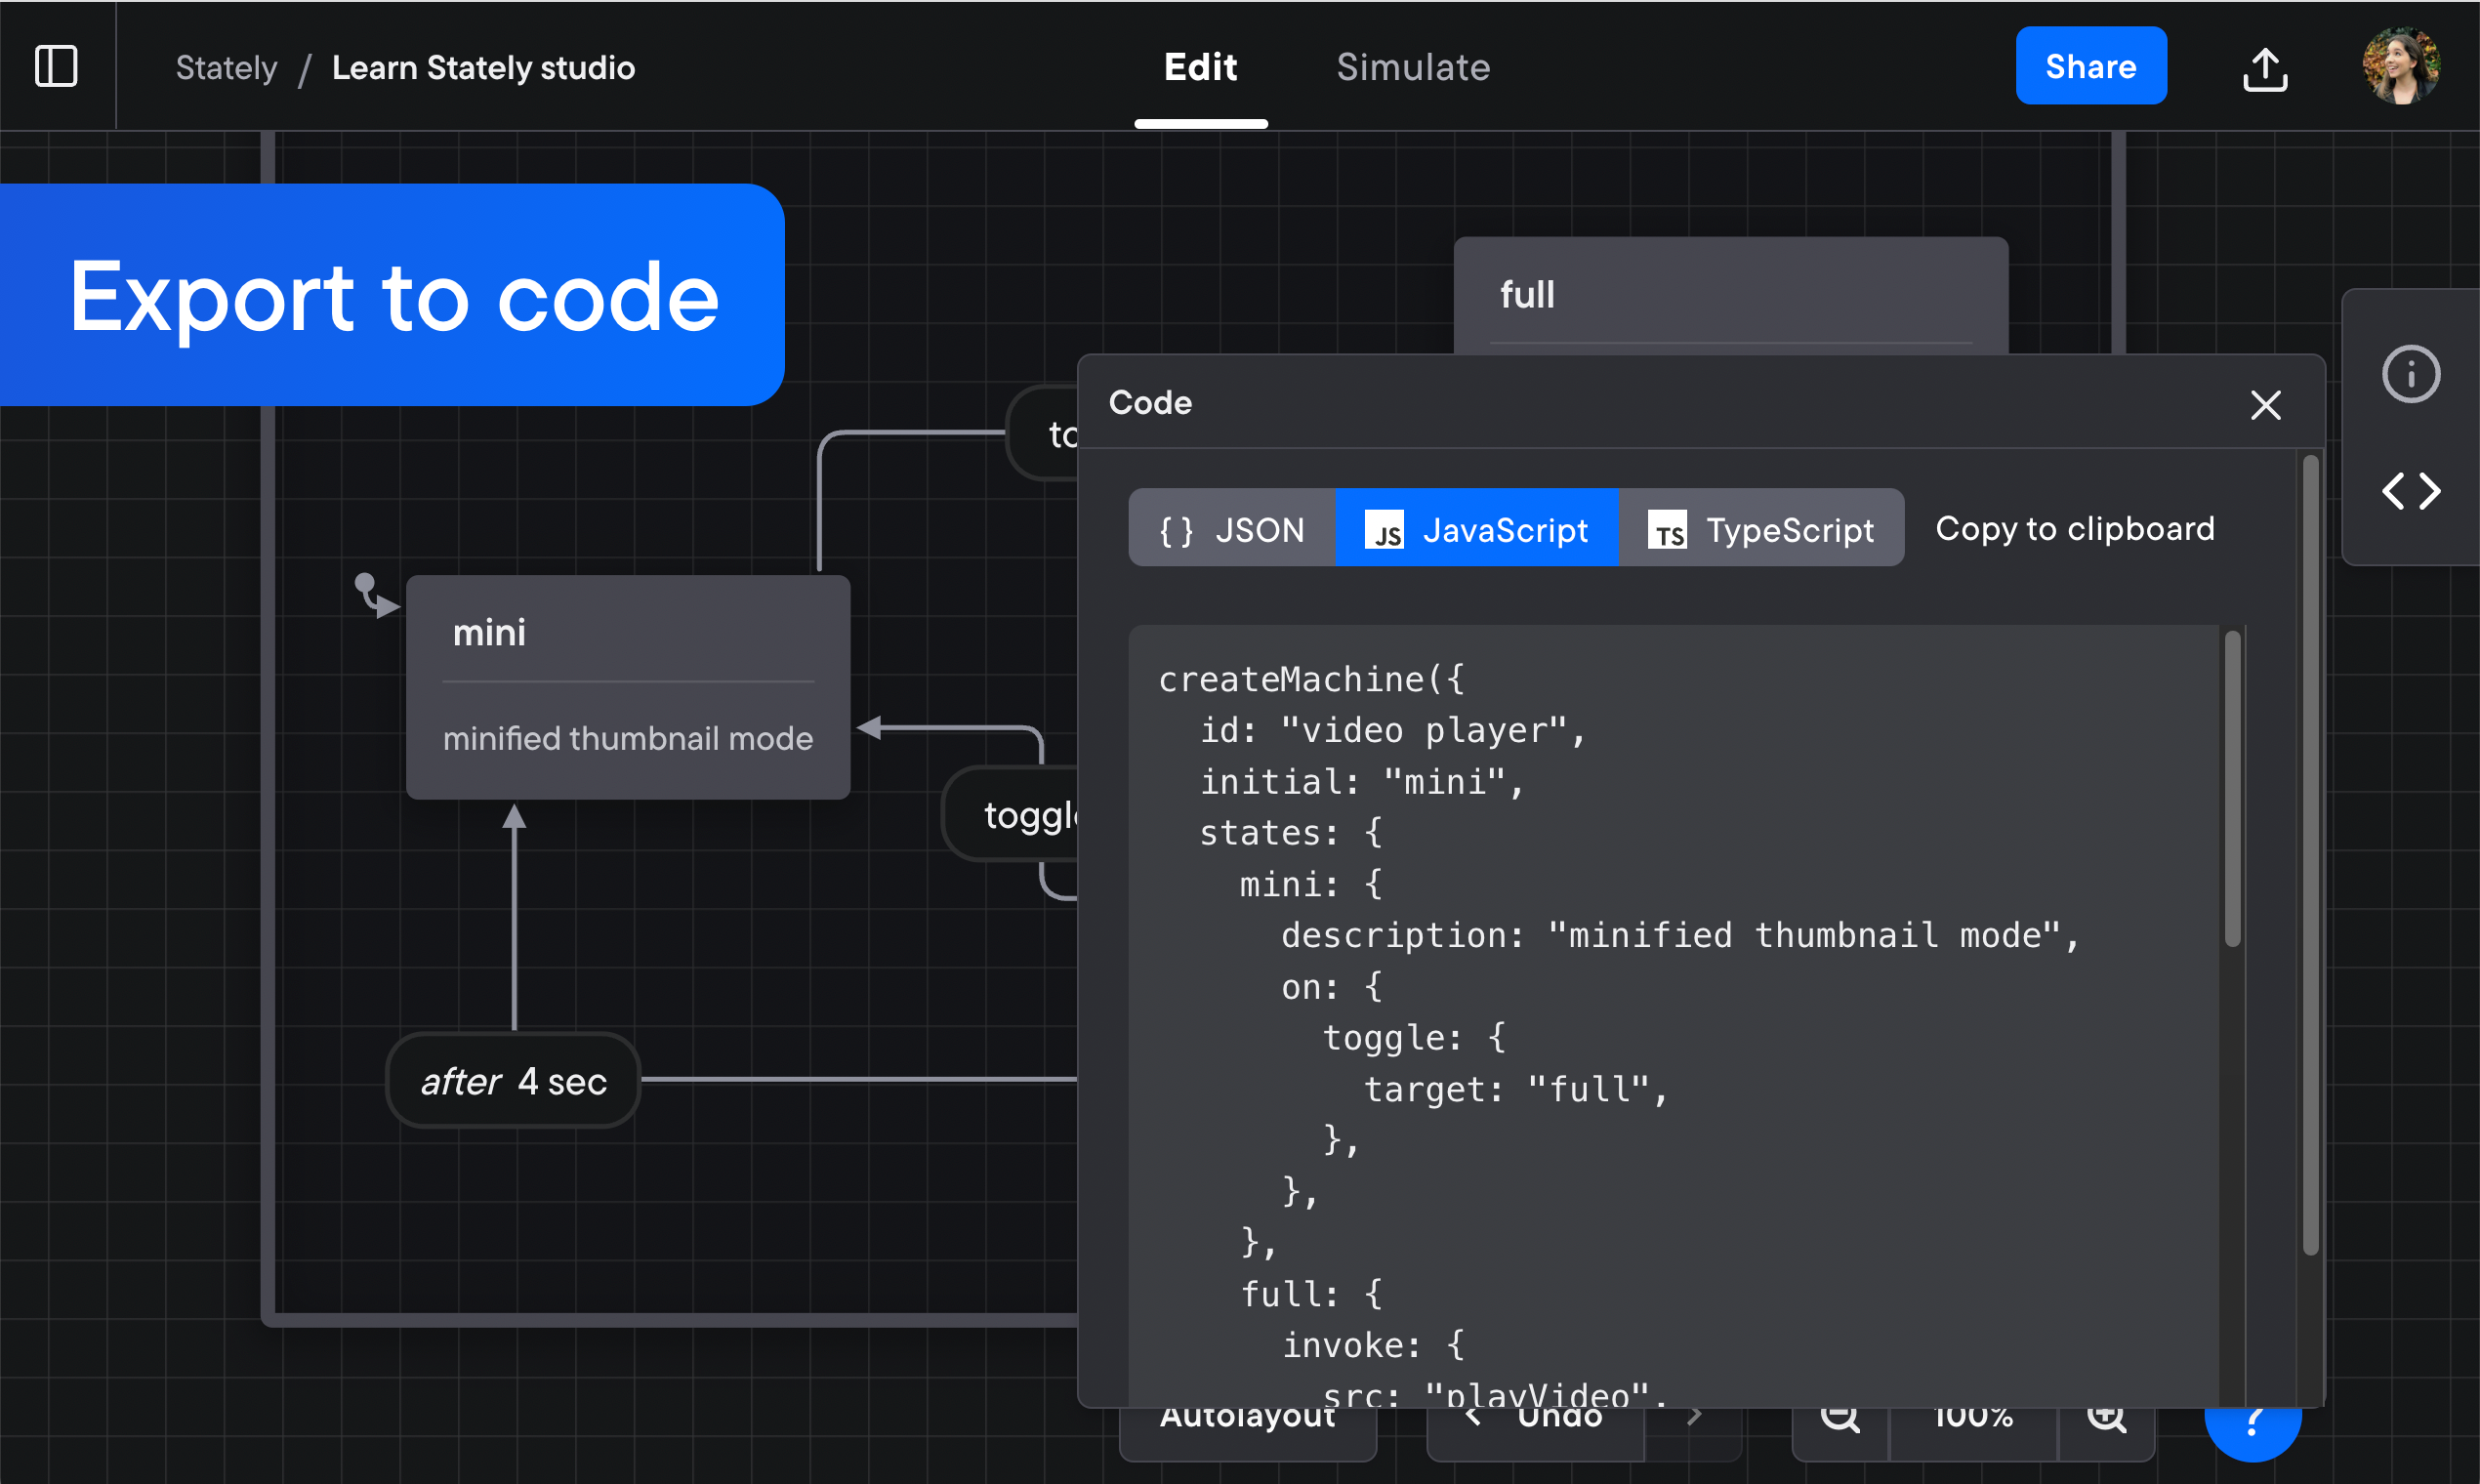 Stately / Learn Stately studio
Edit
Simulate
Share
Export to code
full
Code
{ } JSON
JS JavaScript
TS TypeScript
Copy to clipboard
mini
minified thumbnail mode
toggle
after 4 sec
createMachine({
id: "video player",
initial: "mini",
states: {
mini: {
description: "minified thumbnail mode",
on: {
toggle: {
target: "full",
},
},
},
full: {
invoke: {
src: "playVideo",
Autolayout
Undo
100%
?